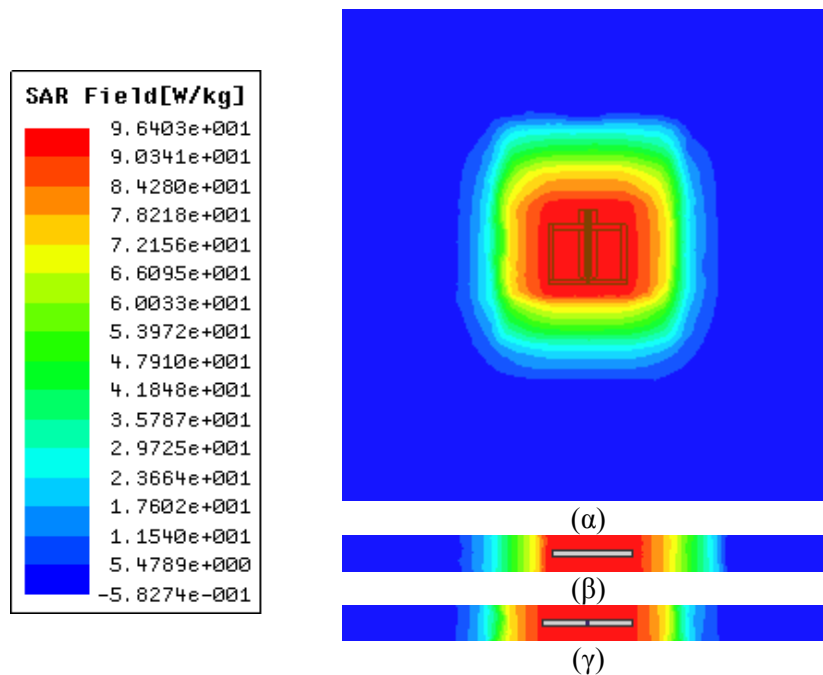 SAR Field[W/kg]
9.6403e+001
9.0341e+001
8.4280e+001
7.8218e+001
7.2156e+001
6.6095e+001
6.0033e+001
5.3972e+001
4.7910e+001
4.1848e+001
3.5787e+001
2.9725e+001
2.3664e+001
1.7602e+001
1.1540e+001
5.4789e+000
-5.8274e-001
(α)
(β)
(γ)